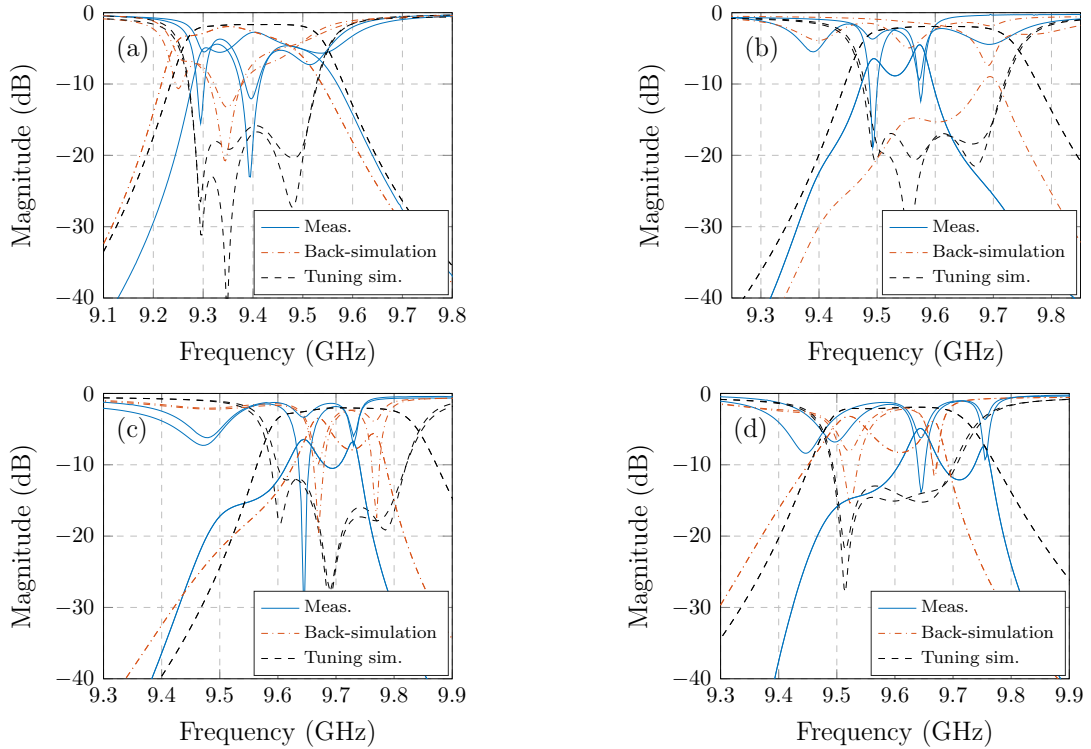 (a)
Magnitude (dB)
0
−10
−20
−30
−40
Meas.
Back-simulation
Tuning sim.
9.1 9.2 9.3 9.4 9.5 9.6 9.7 9.8
Frequency (GHz)
(b)
Magnitude (dB)
0
−10
−20
−30
−40
Meas.
Back-simulation
Tuning sim.
9.3 9.4 9.5 9.6 9.7 9.8
Frequency (GHz)
(c)
Magnitude (dB)
0
−10
−20
−30
−40
Meas.
Back-simulation
Tuning sim.
9.3 9.4 9.5 9.6 9.7 9.8 9.9
Frequency (GHz)
(d)
Magnitude (dB)
0
−10
−20
−30
−40
Meas.
Back-simulation
Tuning sim.
9.3 9.4 9.5 9.6 9.7 9.8 9.9
Frequency (GHz)